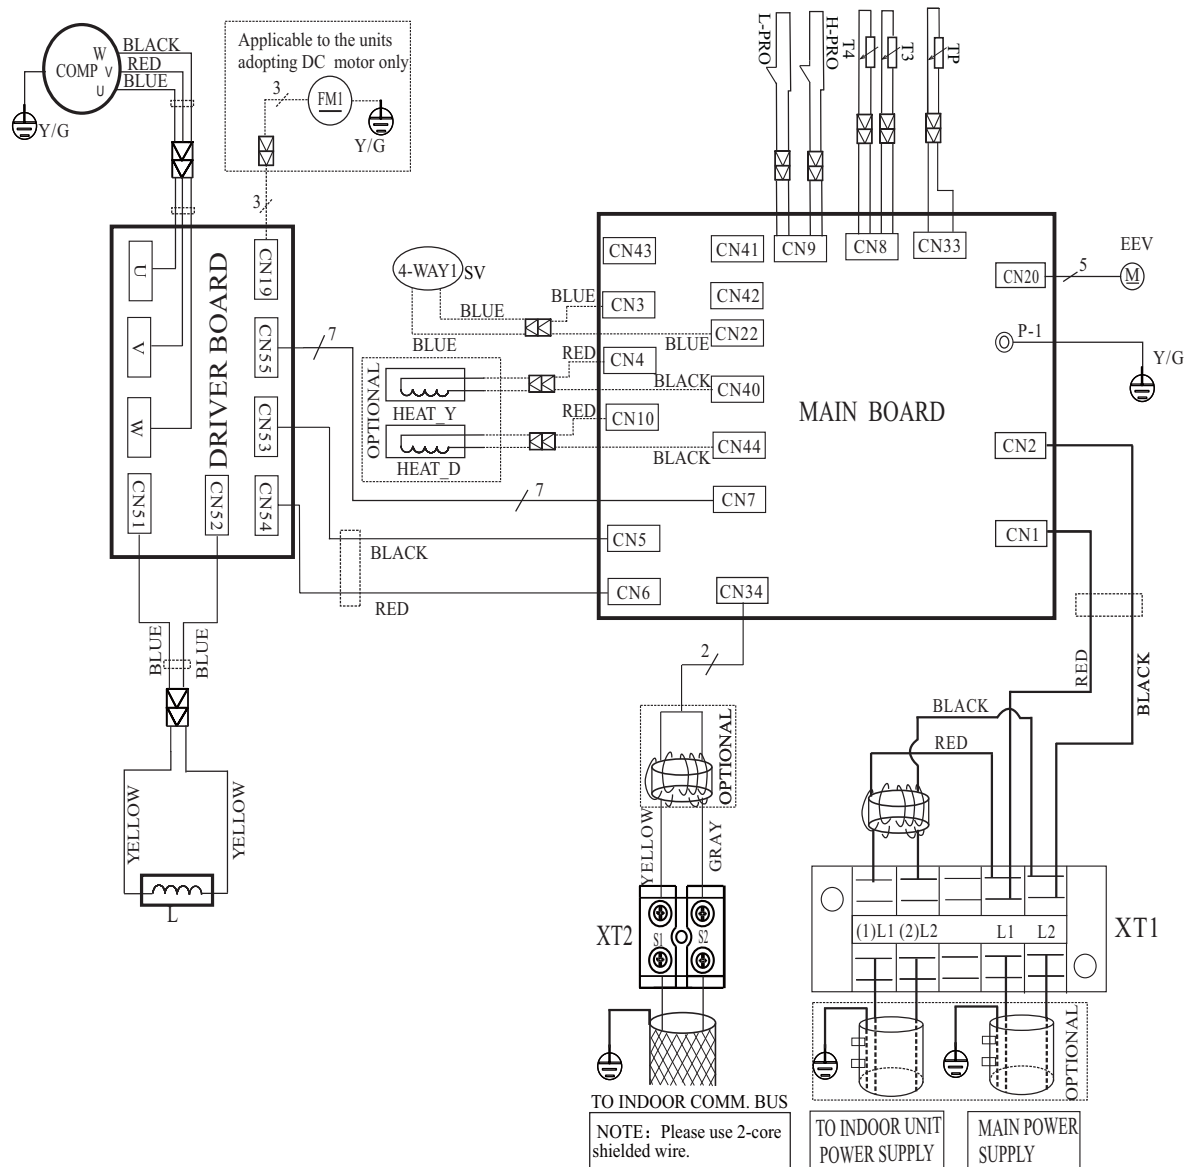 W
BLACK
COMP V
RED
U
BLUE
Y/G
Applicable to the units
adopting DC motor only
3
FM1
Y/G
3
L-PRO
H-PRO
T4
T3
TP
U
V
W
CN51
DRIVER BOARD
CN52
CN19
CN55
CN53
CN54
7
4-WAY1
SV
BLUE
BLUE
BLUE
BLUE
OPTIONAL
HEAT_Y
HEAT_D
RED
BLACK
RED
BLACK
7
CN43
CN41
CN9
CN8
CN33
CN3
CN42
CN22
CN4
CN40
CN10
CN44
CN7
CN5
CN6
CN34
MAIN BOARD
CN20
5
EEV
M
P-1
Y/G
CN2
CN1
BLACK
RED
BLUE
BLUE
YELLOW
YELLOW
L
2
OPTIONAL
YELLOW
GRAY
XT2
S1
S2
TO INDOOR COMM. BUS
NOTE: Please use 2-core
shielded wire.
RED
BLACK
BLACK
RED
(1)L1
(2)L2
L1
L2
XT1
OPTIONAL
TO INDOOR UNIT
POWER SUPPLY
MAIN POWER
SUPPLY